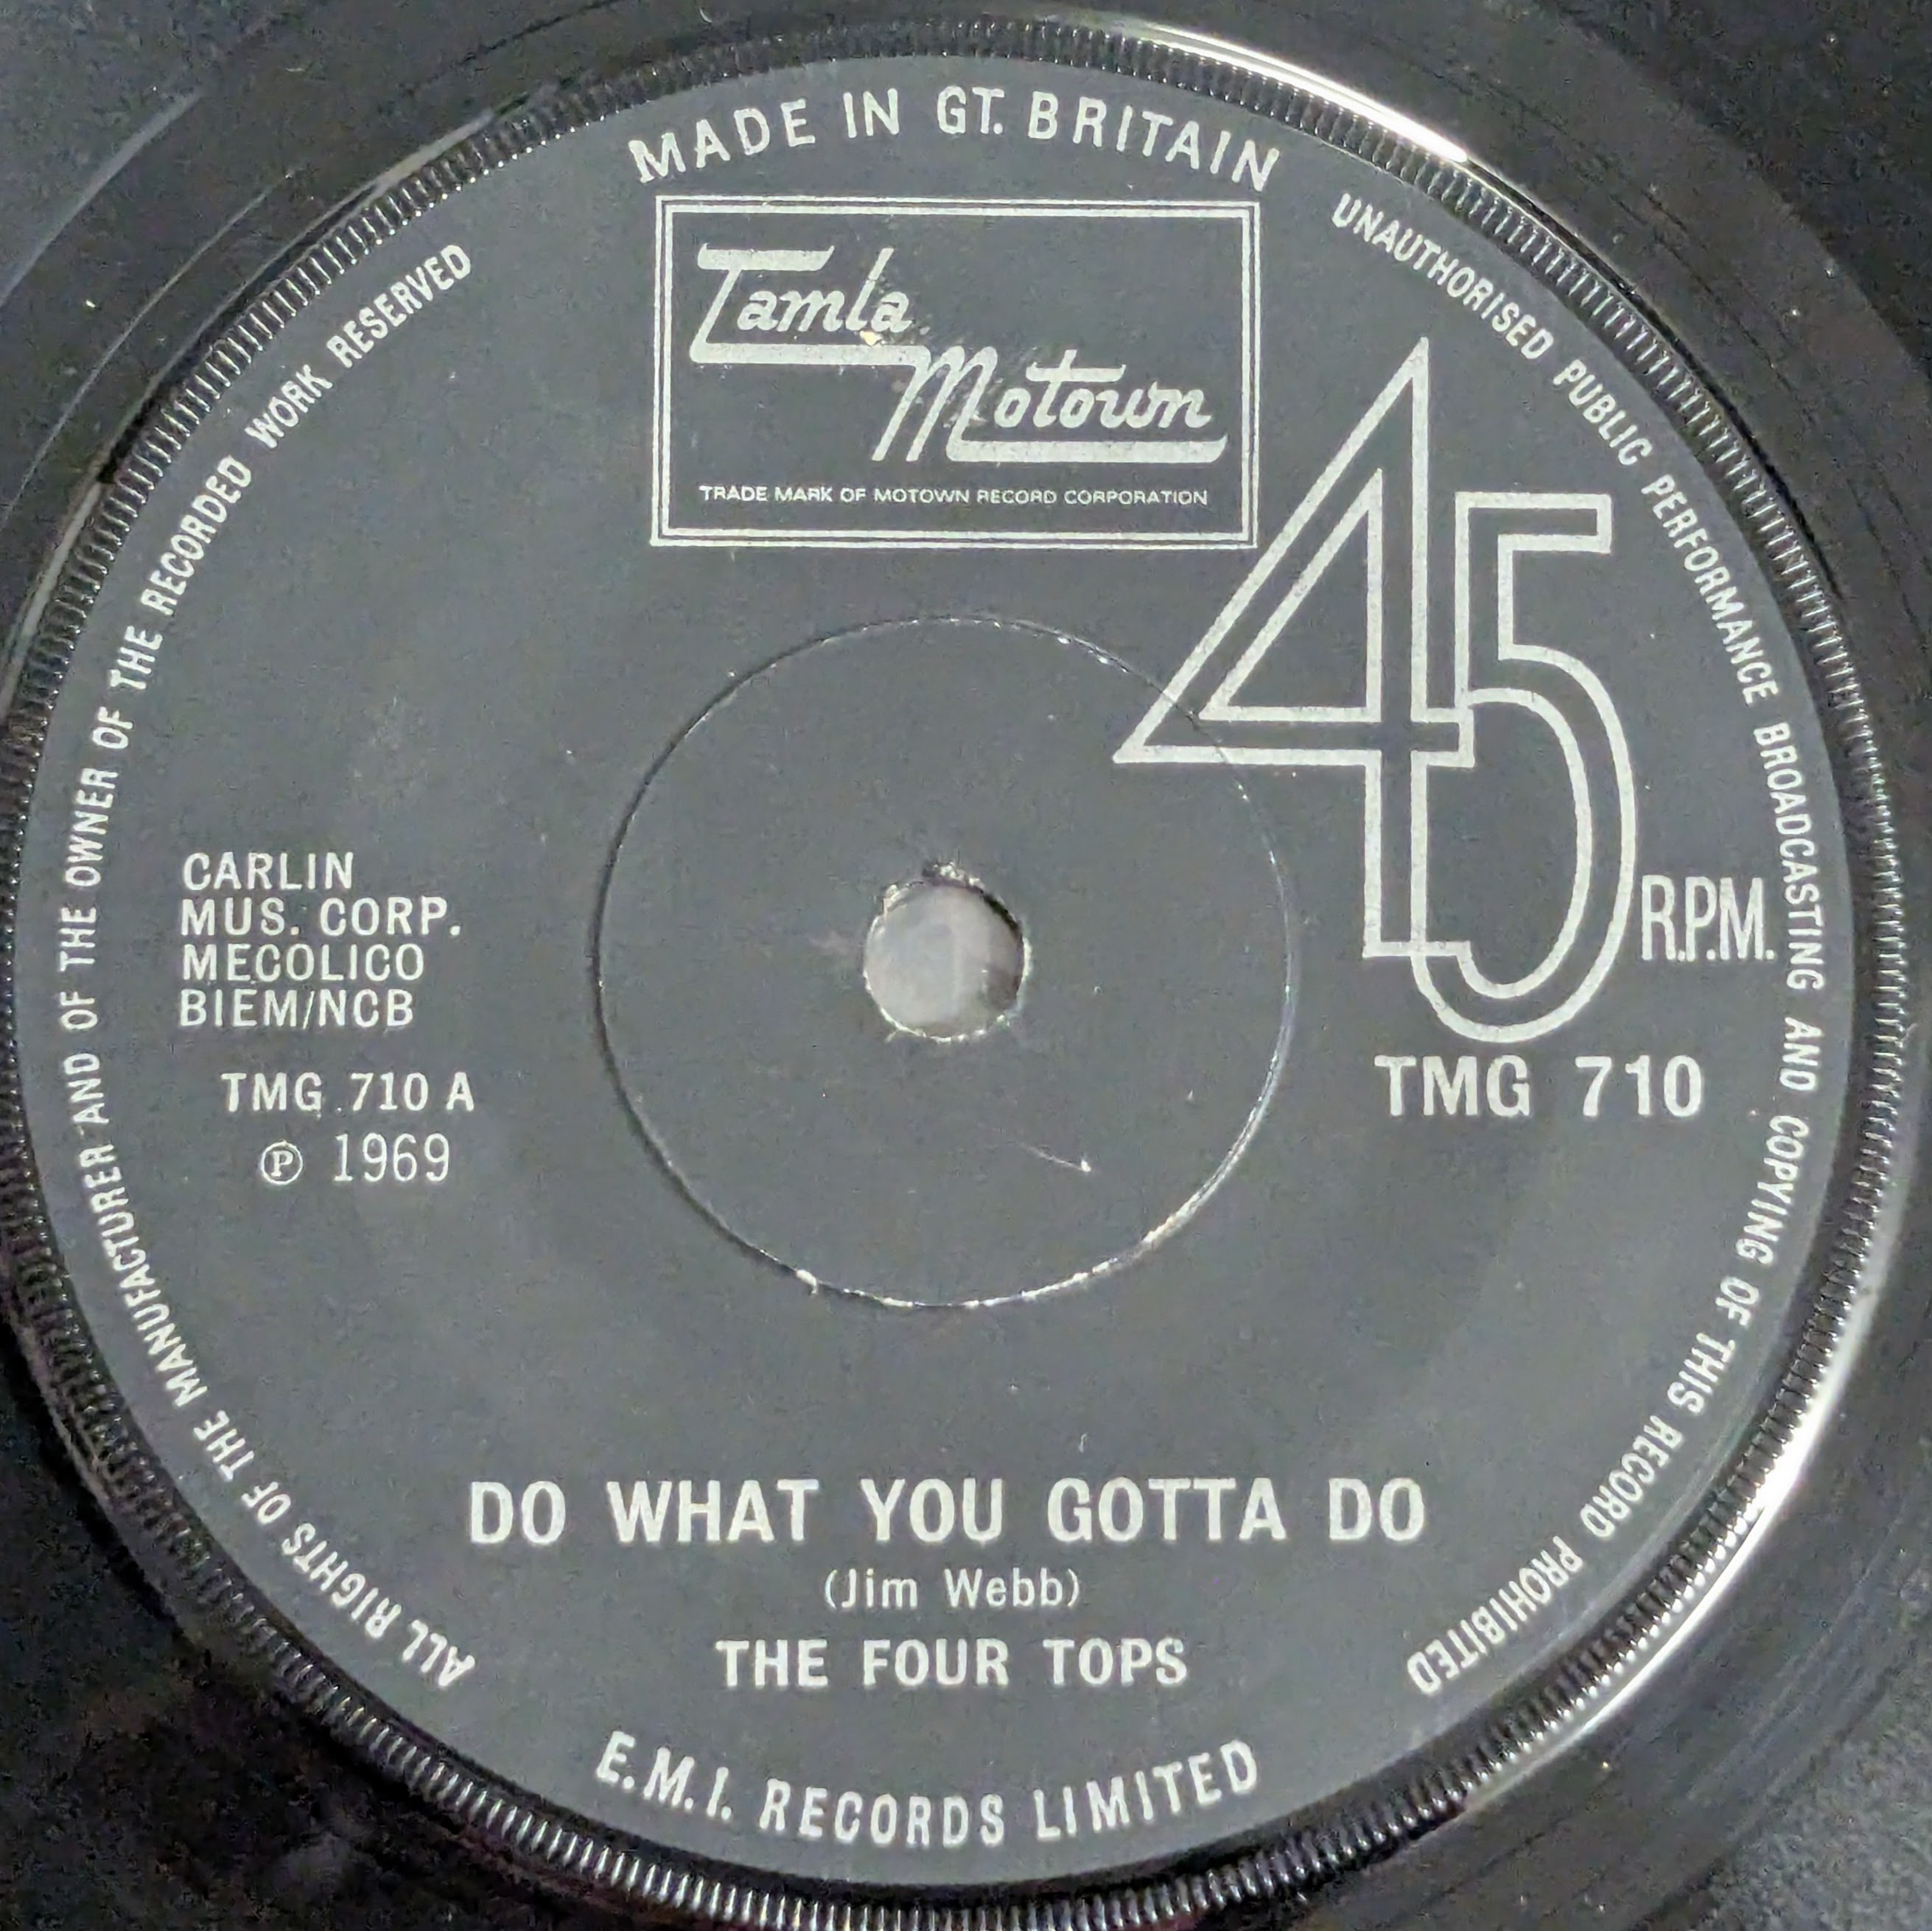 MADE IN GT. BRITAIN
Tamla
Motown
TRADE MARK OF MOTOWN RECORD CORPORATION
UNAUTHORISED PUBLIC PERFORMANCE BROADCASTING AND COPYING OF THIS RECORD PROHIBITED
ALL RIGHTS OF THE MANUFACTURER AND OF THE OWNER OF THE RECORDED WORK RESERVED
45 R.P.M.
TMG 710
CARLIN
MUS. CORP.
MECOLICO
BIEM/NCB
TMG 710 A
℗ 1969
DO WHAT YOU GOTTA DO
(Jim Webb)
THE FOUR TOPS
E.M.I. RECORDS LIMITED